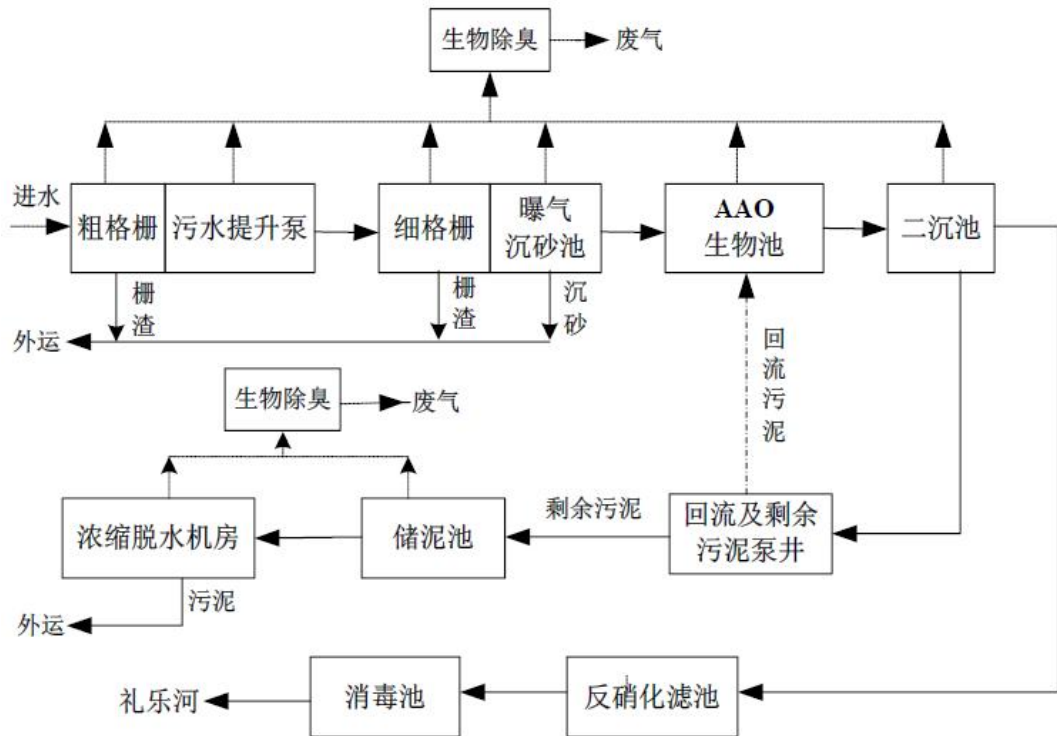 生物除臭
废气
进水
粗格栅
污水提升泵
细格栅
曝气
沉砂池
AAO
生物池
二沉池
栅渣
栅渣
沉砂
外运
回流污泥
生物除臭
废气
浓缩脱水机房
储泥池
剩余污泥
回流及剩余
污泥泵井
污泥
外运
礼乐河
消毒池
反硝化滤池